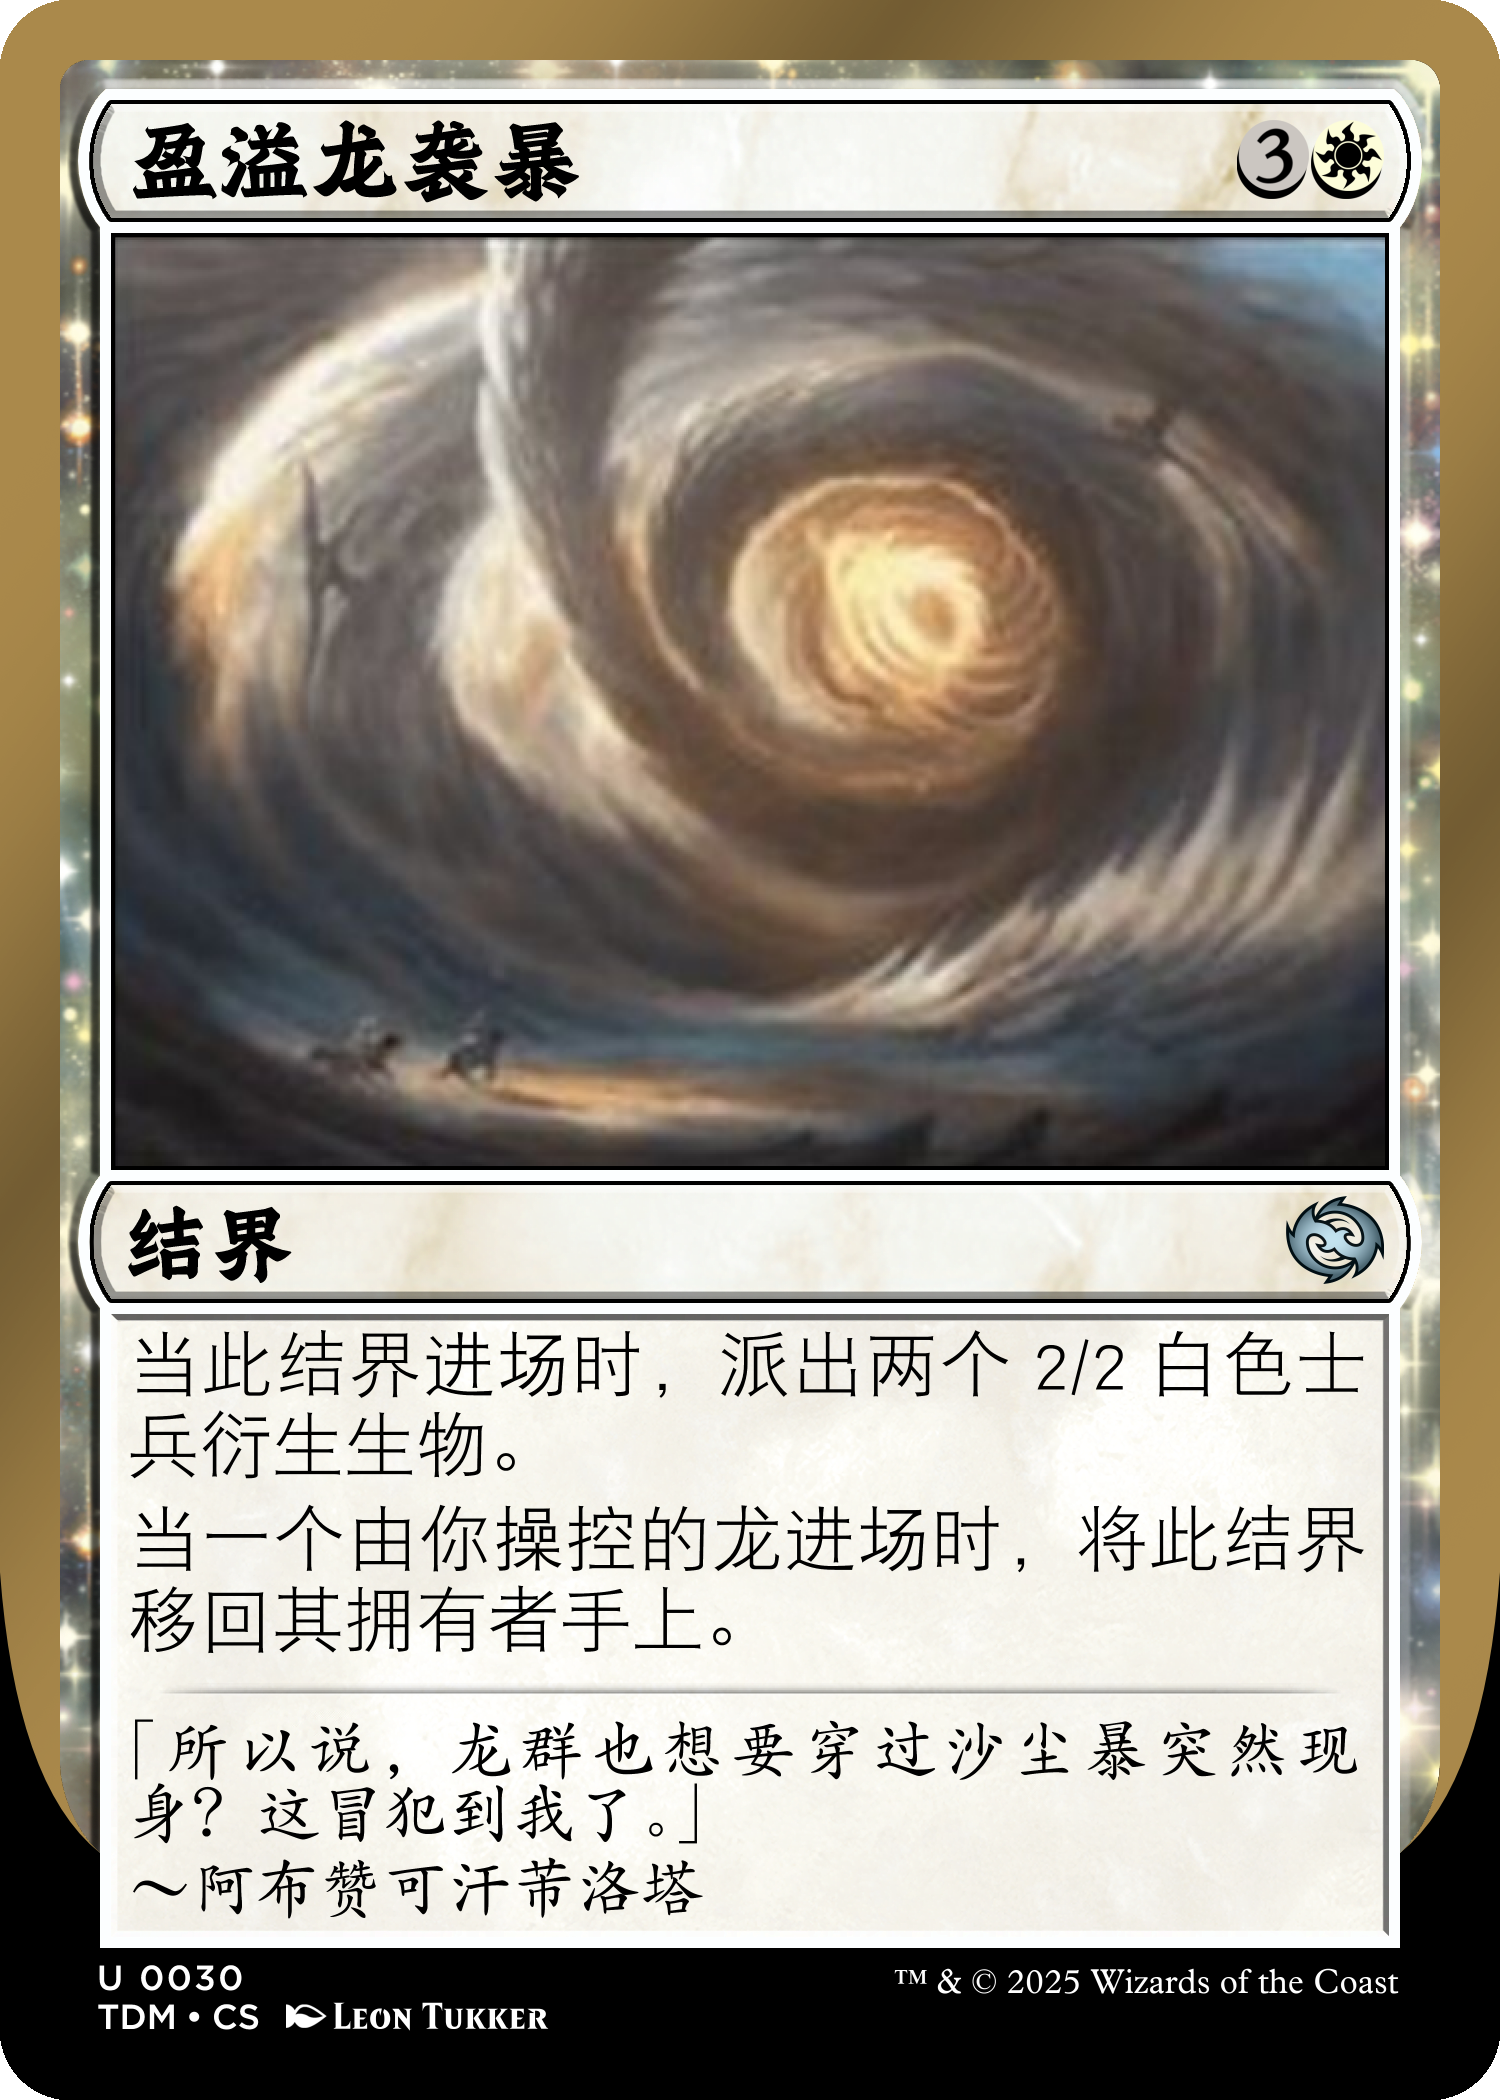 盈溢龙袭暴 3
结界
当此结界进场时，派出两个 2/2 白色士
兵衍生生物。
当一个由你操控的龙进场时，将此结界
移回其拥有者手上。
「所以说，龙群也想要穿过沙尘暴突然现
身？这冒犯到我了。」
～阿布赞可汗芾洛塔
U 0030
TDM • CS LEON TUKKER
™ & © 2025 Wizards of the Coast